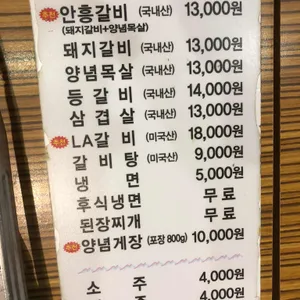 추천 안흥갈비 (국내산) 13,000원
(돼지갈비+양념목살)
돼지갈비 (국내산) 13,000원
양념목살 (국내산) 13,000원
등갈비 (국내산) 14,000원
삼겹살 (국내산) 13,000원
추천 LA갈비 (미국산) 18,000원
갈비탕 (미국산) 9,000원
냉면 5,000원
후식냉면 무료
된장찌개 무료
추천 양념게장 (포장 800g) 10,000원
소주 4,000원
주 4,000원